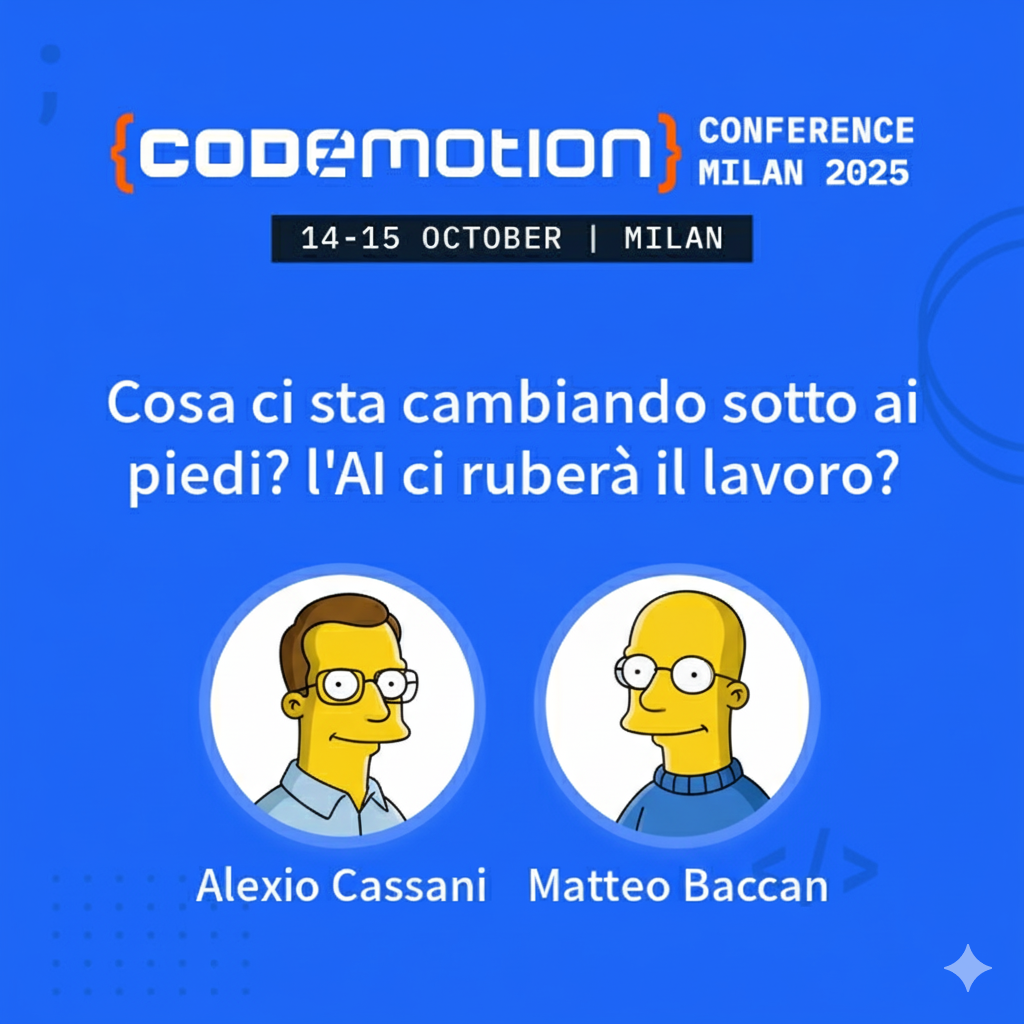 {codemotion} CONFERENCE
MILAN 2025
14-15 OCTOBER | MILAN
Cosa ci sta cambiando sotto ai
piedi? l'AI ci ruberà il lavoro?
Alexio Cassani Matteo Baccan
;
</>